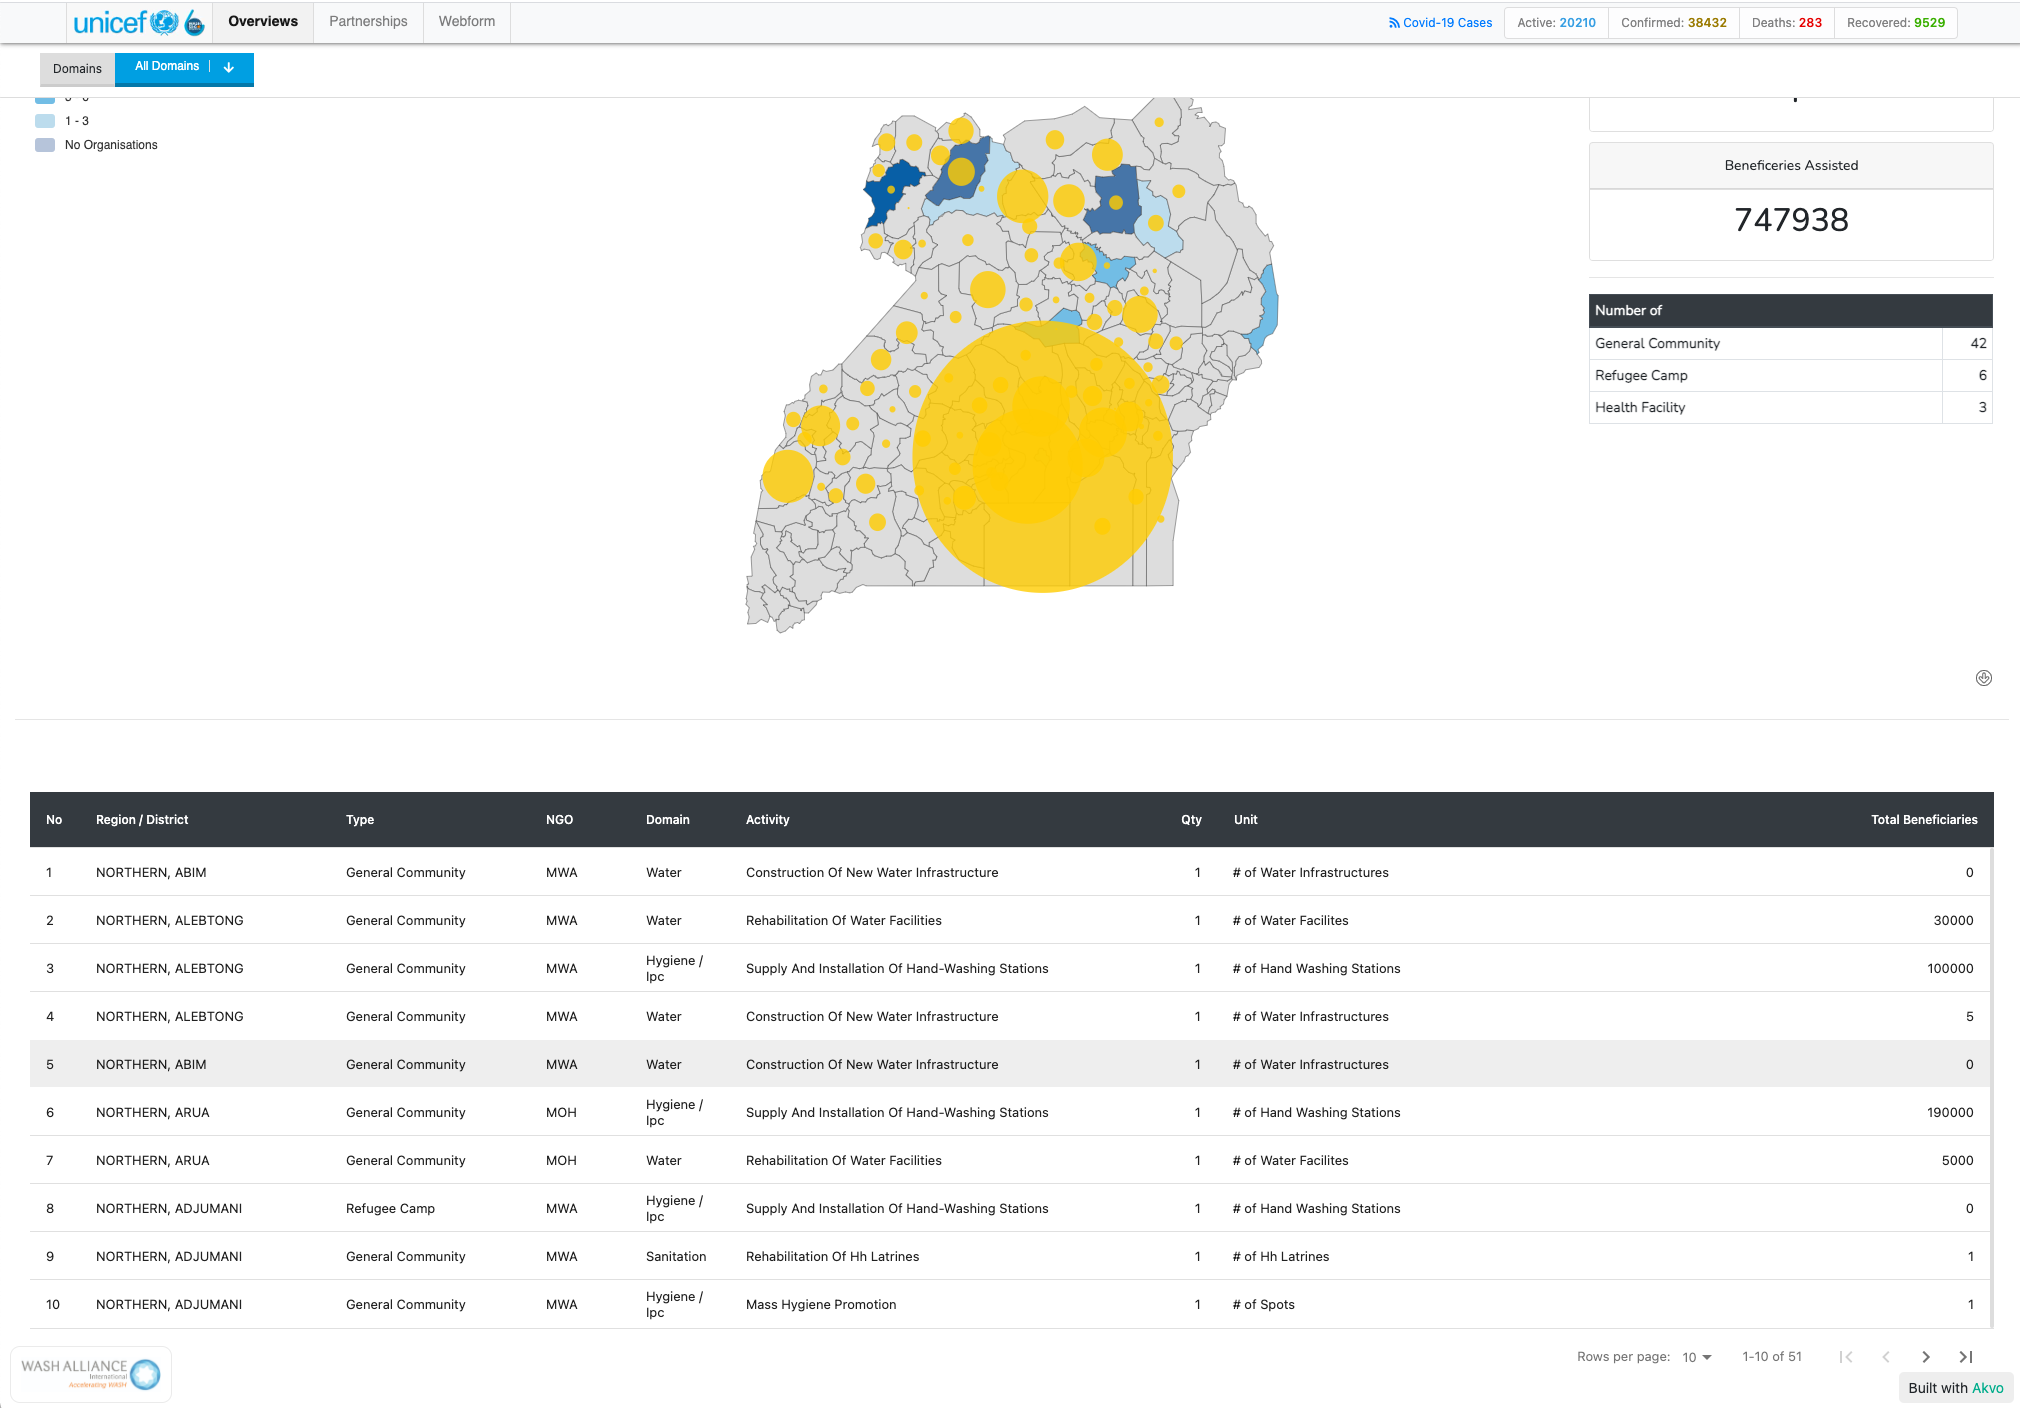 unicef
Overviews
Partnerships
Webform
Covid-19 Cases
Active: 20210
Confirmed: 38432
Deaths: 283
Recovered: 9529
Domains
All Domains
1 - 3
No Organisations
Beneficeries Assisted
747938
Number of
General Community 42
Refugee Camp 6
Health Facility 3
No Region / District Type NGO Domain Activity Qty Unit Total Beneficiaries
1 NORTHERN, ABIM General Community MWA Water Construction Of New Water Infrastructure 1 # of Water Infrastructures 0
2 NORTHERN, ALEBTONG General Community MWA Water Rehabilitation Of Water Facilities 1 # of Water Facilites 30000
3 NORTHERN, ALEBTONG General Community MWA Hygiene / Ipc Supply And Installation Of Hand-Washing Stations 1 # of Hand Washing Stations 100000
4 NORTHERN, ALEBTONG General Community MWA Water Construction Of New Water Infrastructure 1 # of Water Infrastructures 5
5 NORTHERN, ABIM General Community MWA Water Construction Of New Water Infrastructure 1 # of Water Infrastructures 0
6 NORTHERN, ARUA General Community MOH Hygiene / Ipc Supply And Installation Of Hand-Washing Stations 1 # of Hand Washing Stations 190000
7 NORTHERN, ARUA General Community MOH Water Rehabilitation Of Water Facilities 1 # of Water Facilites 5000
8 NORTHERN, ADJUMANI Refugee Camp MWA Hygiene / Ipc Supply And Installation Of Hand-Washing Stations 1 # of Hand Washing Stations 0
9 NORTHERN, ADJUMANI General Community MWA Sanitation Rehabilitation Of Hh Latrines 1 # of Hh Latrines 1
10 NORTHERN, ADJUMANI General Community MWA Hygiene / Ipc Mass Hygiene Promotion 1 # of Spots 1
Rows per page: 10 1-10 of 51
WASH ALLIANCE
International
Accelerating WASH
Built with Akvo